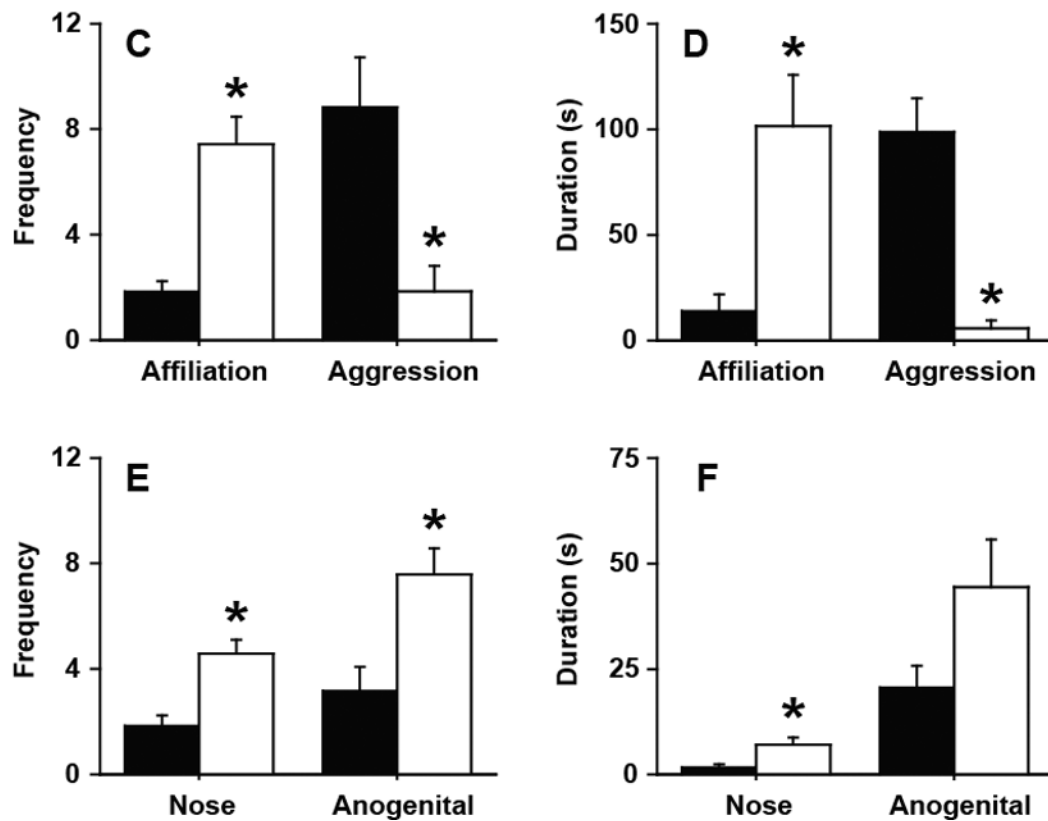 C
Frequency
12
8
4
0
*
*
Affiliation Aggression
D
Duration (s)
150
100
50
0
*
*
Affiliation Aggression
E
Frequency
12
8
4
0
*
*
Nose Anogenital
F
Duration (s)
75
50
25
0
*
Nose Anogenital